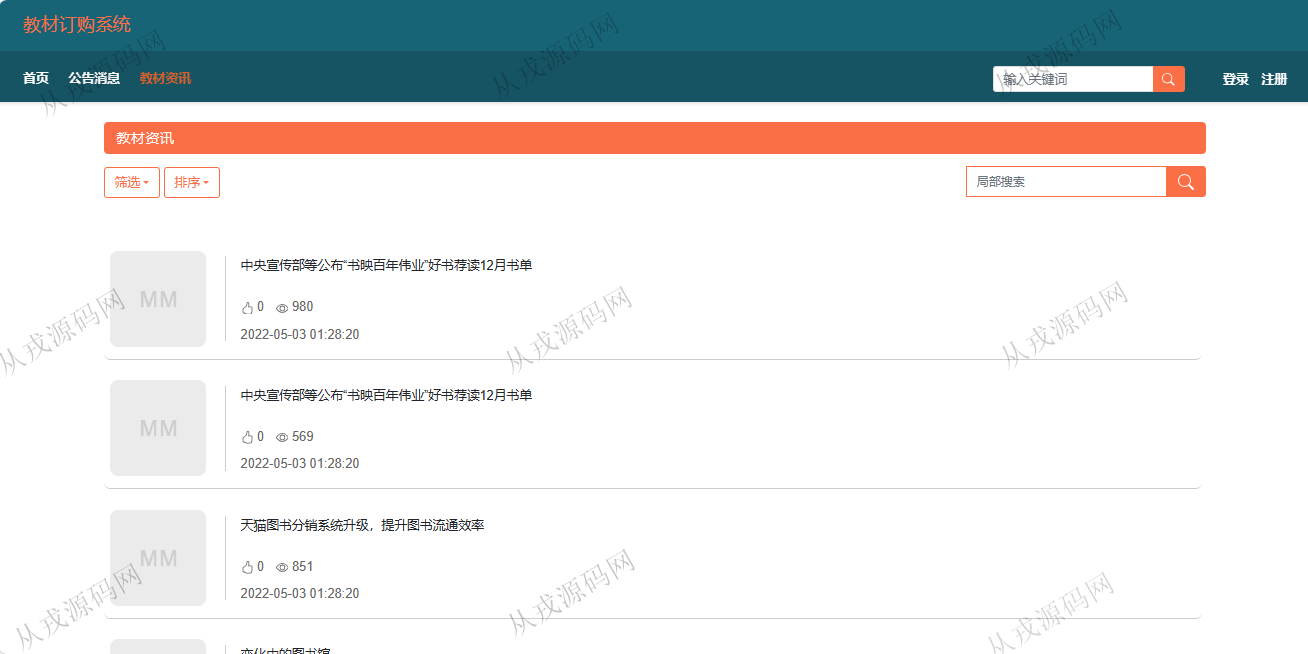 教材订购系统
首页 公告消息 教材资讯 输入关键词 登录 注册
教材资讯
筛选 排序 局部搜索
MM
中央宣传部等公布“书映百年伟业”好书荐读12月书单
0 980
2022-05-03 01:28:20
MM
中央宣传部等公布“书映百年伟业”好书荐读12月书单
0 569
2022-05-03 01:28:20
MM
天猫图书分销系统升级，提升图书流通效率
0 851
2022-05-03 01:28:20
变化中的图书馆
从戎源码网
从戎源码网
从戎源码网
从戎源码网
从戎源码网
从戎源码网
从戎源码网
从戎源码网
从戎源码网